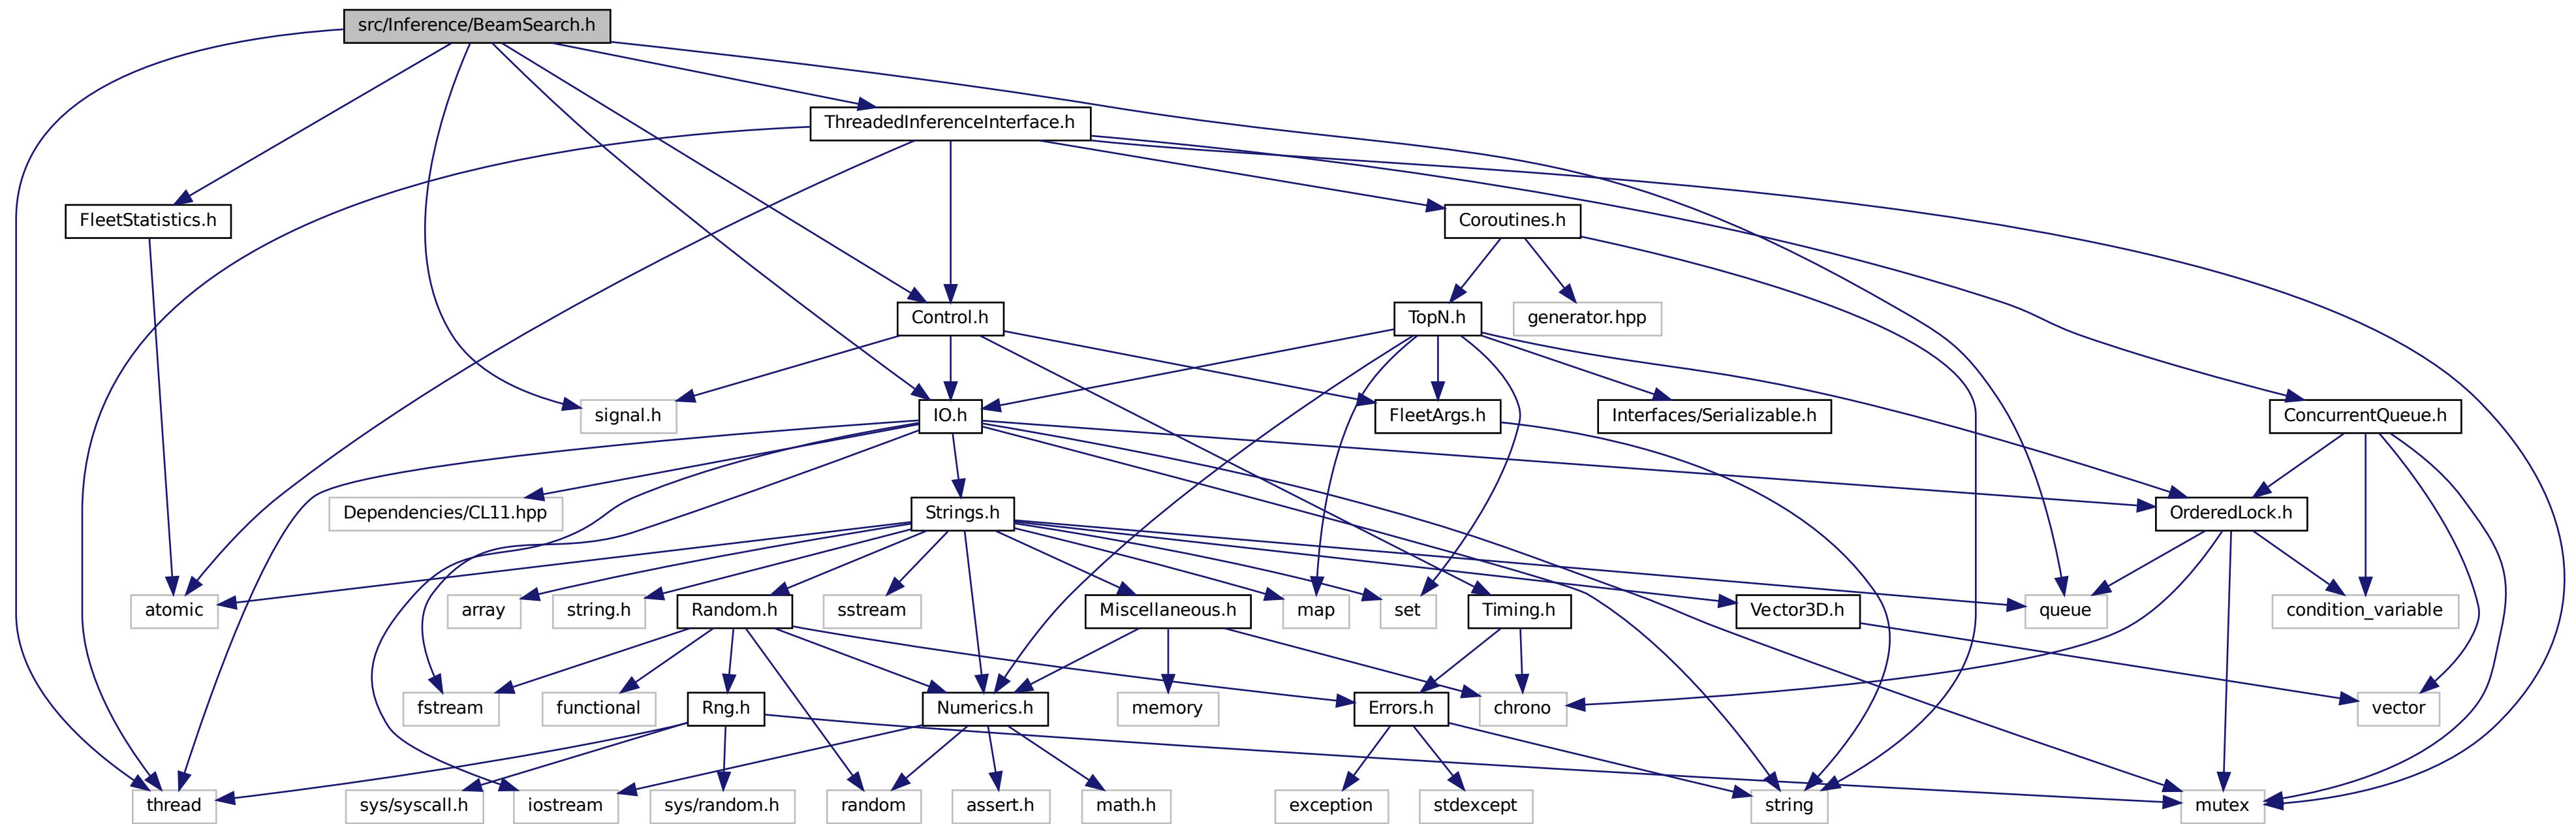 src/Inference/BeamSearch.h
ThreadedInferenceInterface.h
FleetStatistics.h
Coroutines.h
Control.h
TopN.h
generator.hpp
signal.h
IO.h
FleetArgs.h
Interfaces/Serializable.h
ConcurrentQueue.h
Dependencies/CL11.hpp
Strings.h
OrderedLock.h
atomic
array
string.h
Random.h
sstream
Miscellaneous.h
map
set
Timing.h
Vector3D.h
queue
condition_variable
fstream
functional
Rng.h
Numerics.h
memory
Errors.h
chrono
vector
thread
sys/syscall.h
iostream
sys/random.h
random
assert.h
math.h
exception
stdexcept
string
mutex